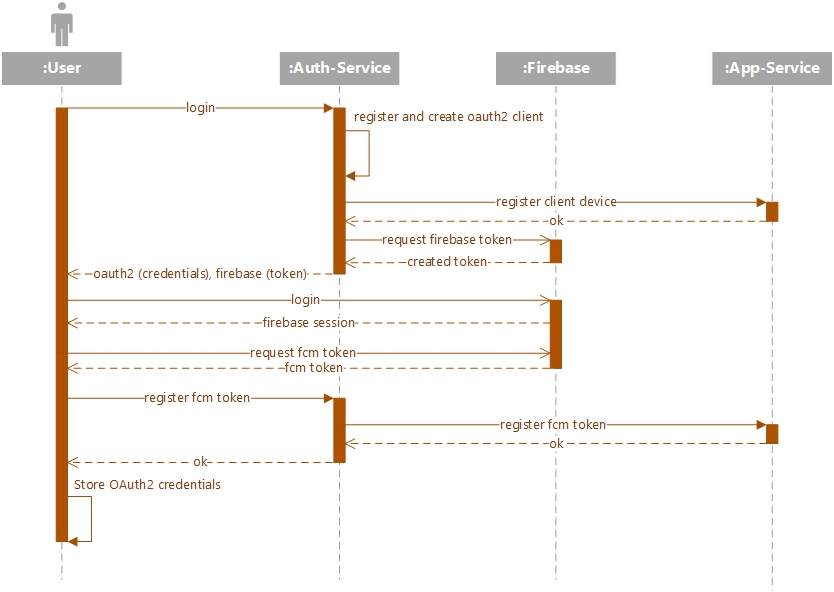 :User
:Auth-Service
:Firebase
:App-Service
login
register and create oauth2 client
register client device
ok
request firebase token
created token
oauth2 (credentials), firebase (token)
login
firebase session
request fcm token
fcm token
register fcm token
register fcm token
ok
ok
Store OAuth2 credentials